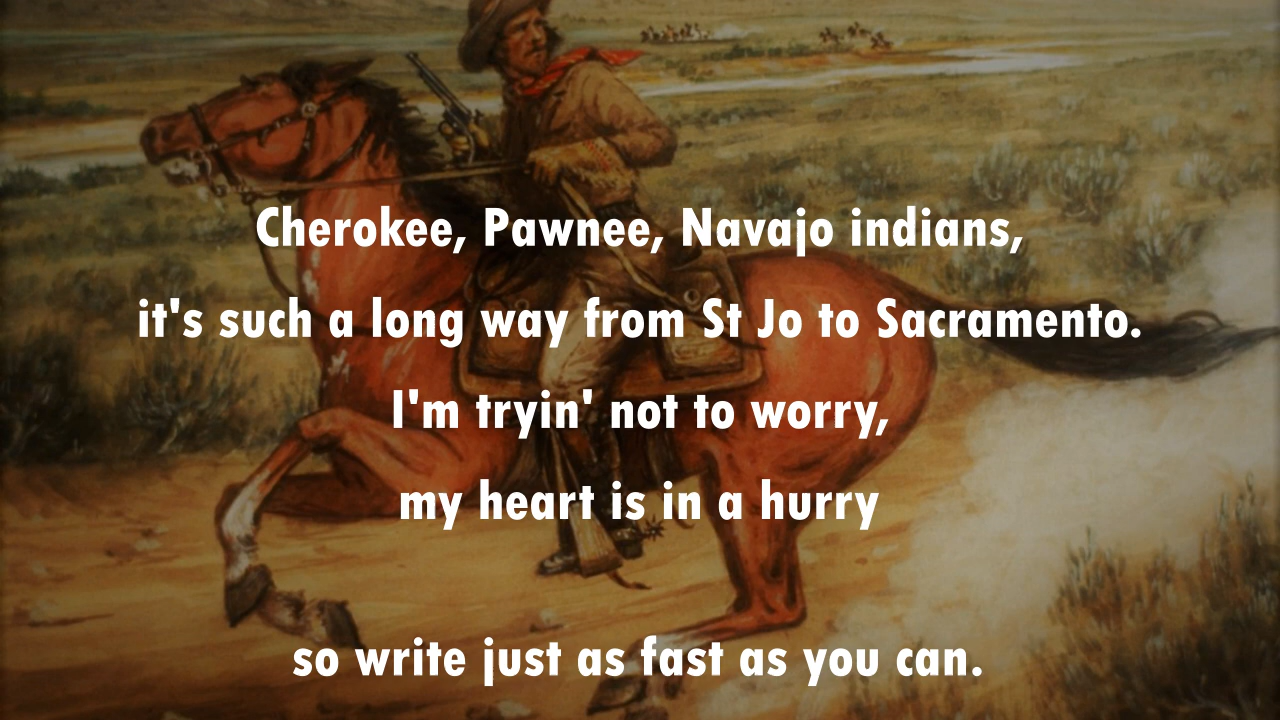 Cherokee, Pawnee, Navajo indians,
it's such a long way from St Jo to Sacramento.
I'm tryin' not to worry,
my heart is in a hurry
so write just as fast as you can.